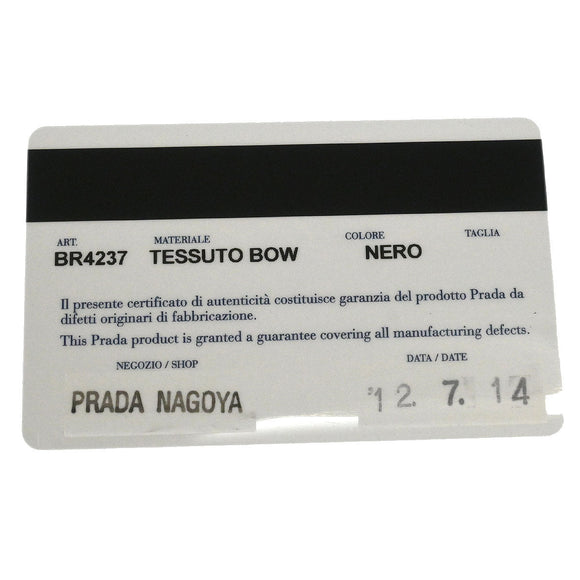 ART. MATERIALE COLORE TAGLIA
BR4237 TESSUTO BOW NERO
Il presente certificato di autenticità costituisce garanzia del prodotto Prada da
difetti originari di fabbricazione.
This Prada product is granted a guarantee covering all manufacturing defects.
NEGOZIO / SHOP DATA / DATE
PRADA NAGOYA '12. 7. 14